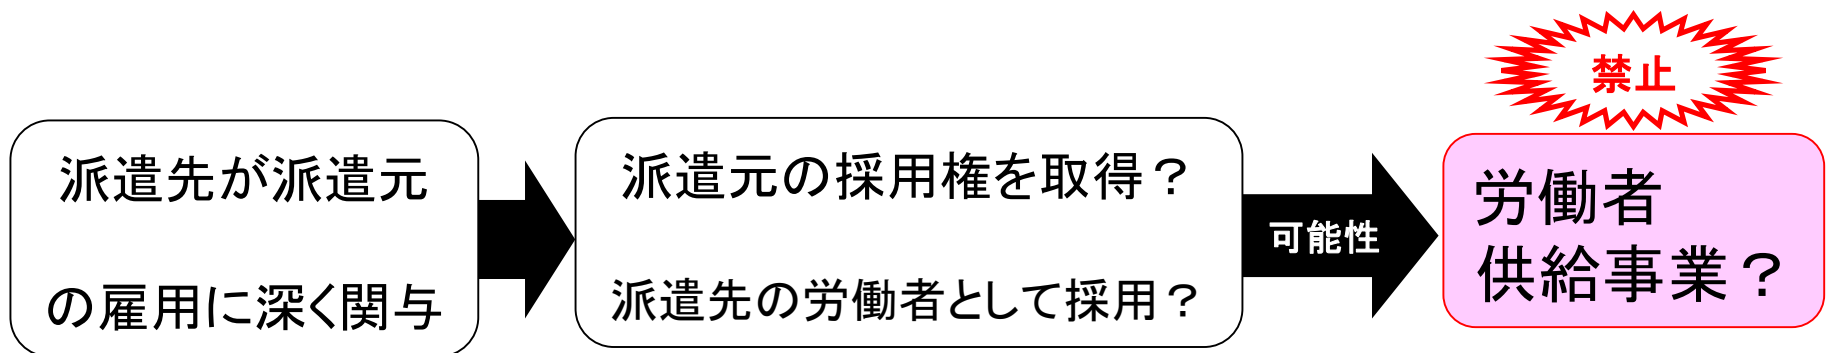 派遣先が派遣元
の雇用に深く関与
派遣元の採用権を取得？
派遣先の労働者として採用？
可能性
禁止
労働者
供給事業？